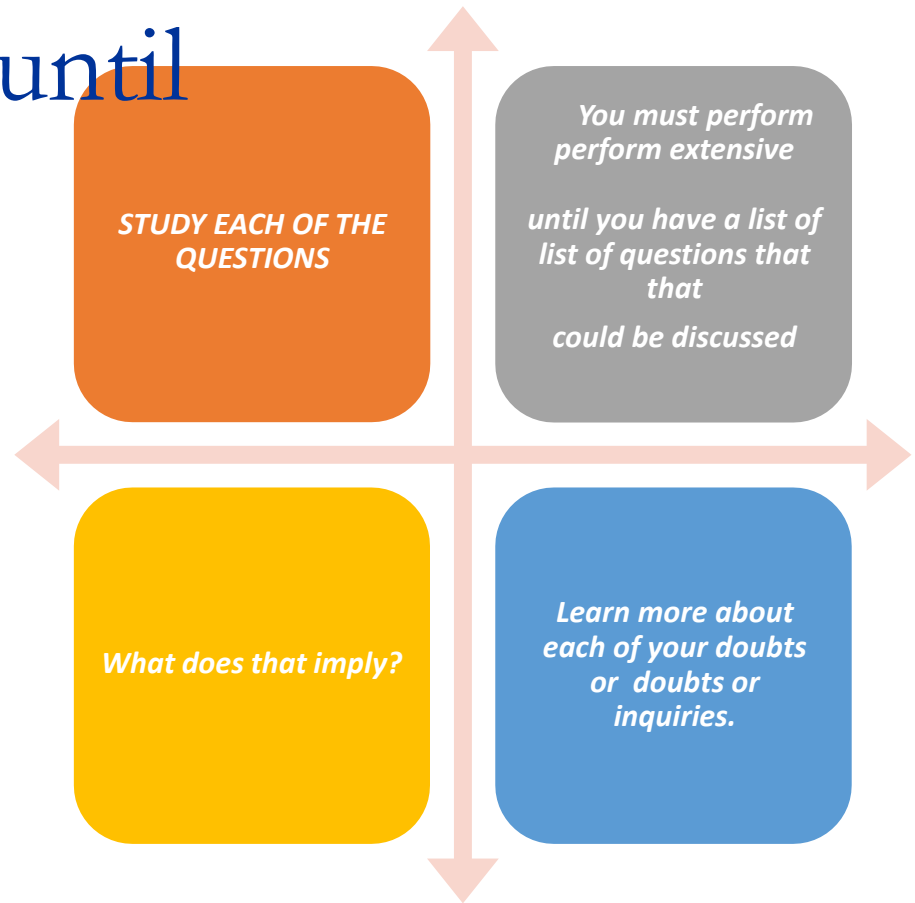 until
STUDY EACH OF THE
QUESTIONS
You must perform
perform extensive
until you have a list of
list of questions that
that
could be discussed
What does that imply?
Learn more about
each of your doubts
or doubts or
inquiries.